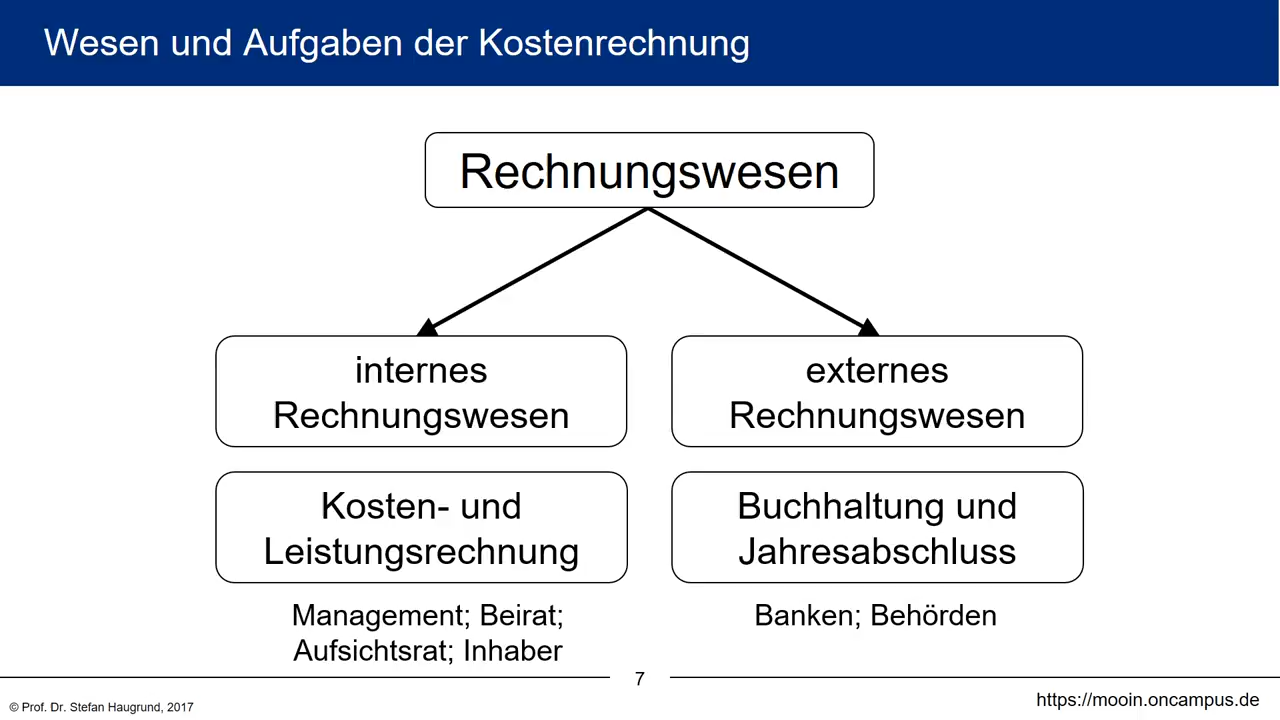 Wesen und Aufgaben der Kostenrechnung
Rechnungswesen
internes
Rechnungswesen
externes
Rechnungswesen
Kosten- und
Leistungsrechnung
Buchhaltung und
Jahresabschluss
Management; Beirat;
Aufsichtsrat; Inhaber
Banken; Behörden
7
© Prof. Dr. Stefan Haugrund, 2017
https://mooin.oncampus.de